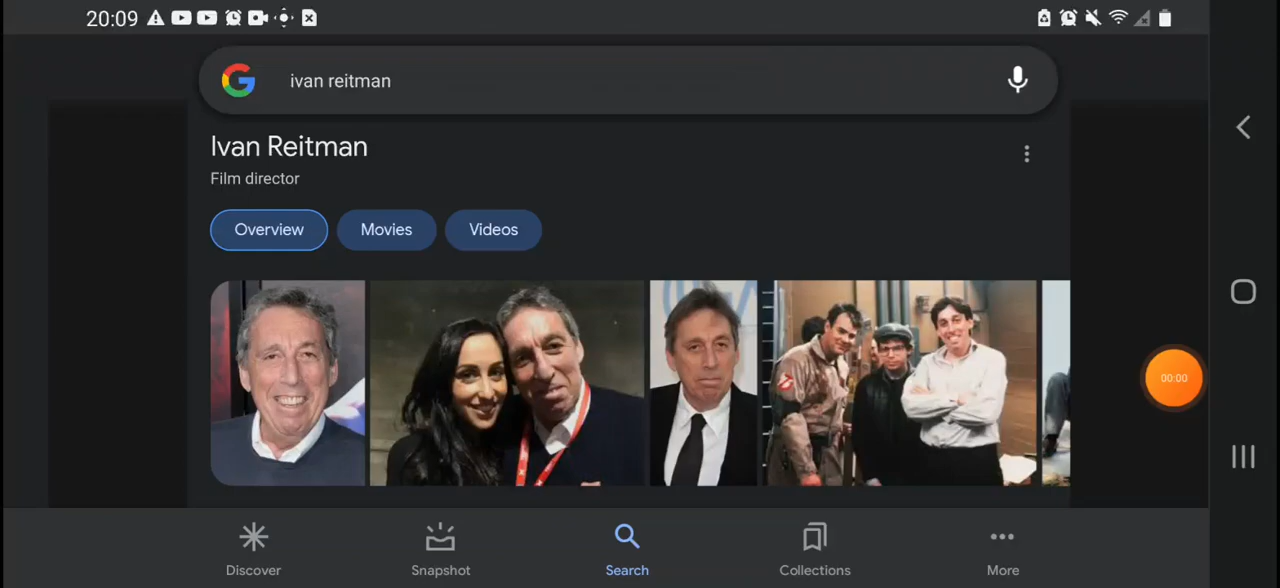 20:09
ivan reitman
Ivan Reitman
Film director
Overview Movies Videos
00:00
Discover Snapshot Search Collections More